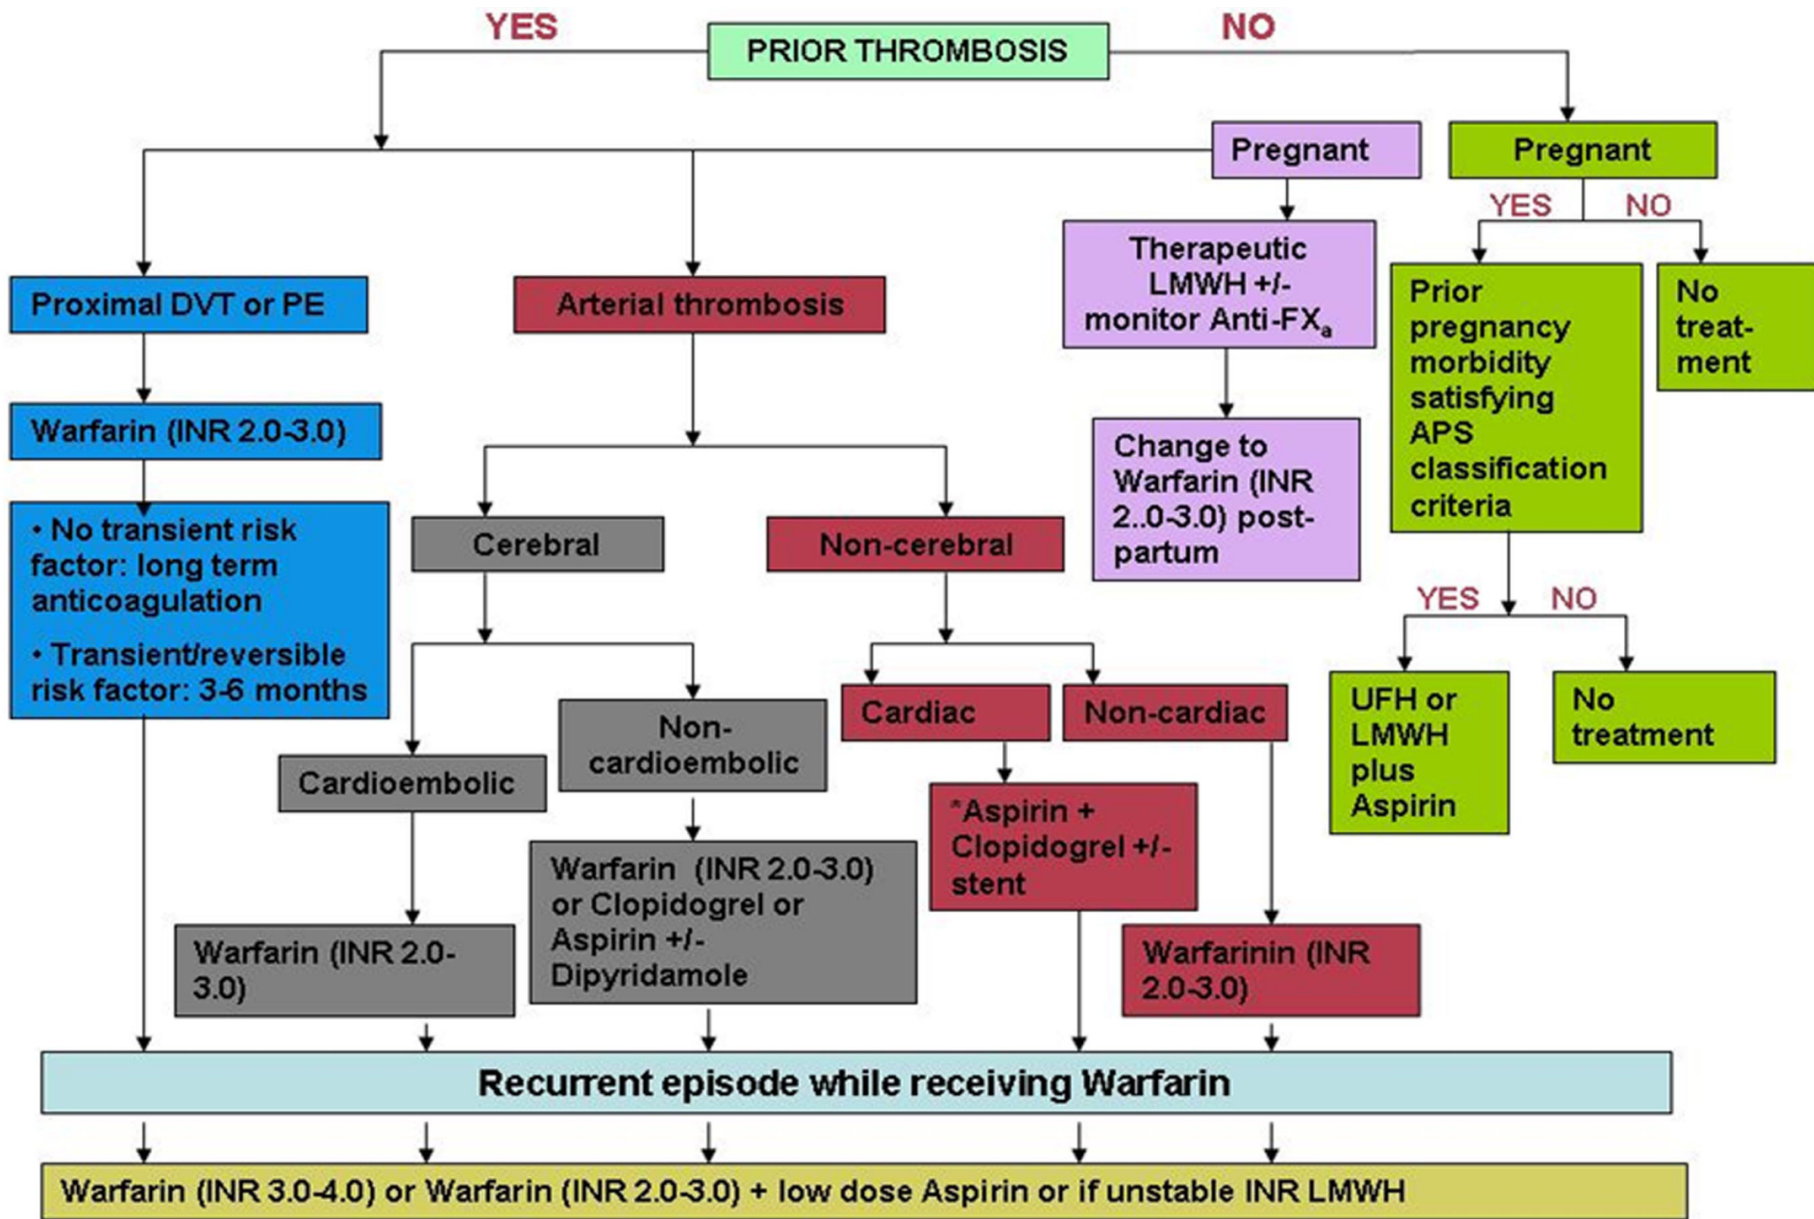 YES
PRIOR THROMBOSIS
NO
Pregnant
Pregnant
YES
NO
Therapeutic
LMWH +/-
monitor Anti-FXa
Proximal DVT or PE
Arterial thrombosis
Prior
pregnancy
morbidity
satisfying
APS
classification
criteria
No
treat-
ment
Warfarin (INR 2.0-3.0)
Change to
Warfarin (INR
2..0-3.0) post-
partum
• No transient risk
factor: long term
anticoagulation
• Transient/reversible
risk factor: 3-6 months
Cerebral
Non-cerebral
YES
NO
Cardioembolic
Non-
cardioembolic
Cardiac
Non-cardiac
UFH or
LMWH
plus
Aspirin
No
treatment
Warfarin (INR 2.0-
3.0)
Warfarin (INR 2.0-3.0)
or Clopidogrel or
Aspirin +/-
Dipyridamole
*Aspirin +
Clopidogrel +/-
stent
Warfarinin (INR
2.0-3.0)
Recurrent episode while receiving Warfarin
Warfarin (INR 3.0-4.0) or Warfarin (INR 2.0-3.0) + low dose Aspirin or if unstable INR LMWH